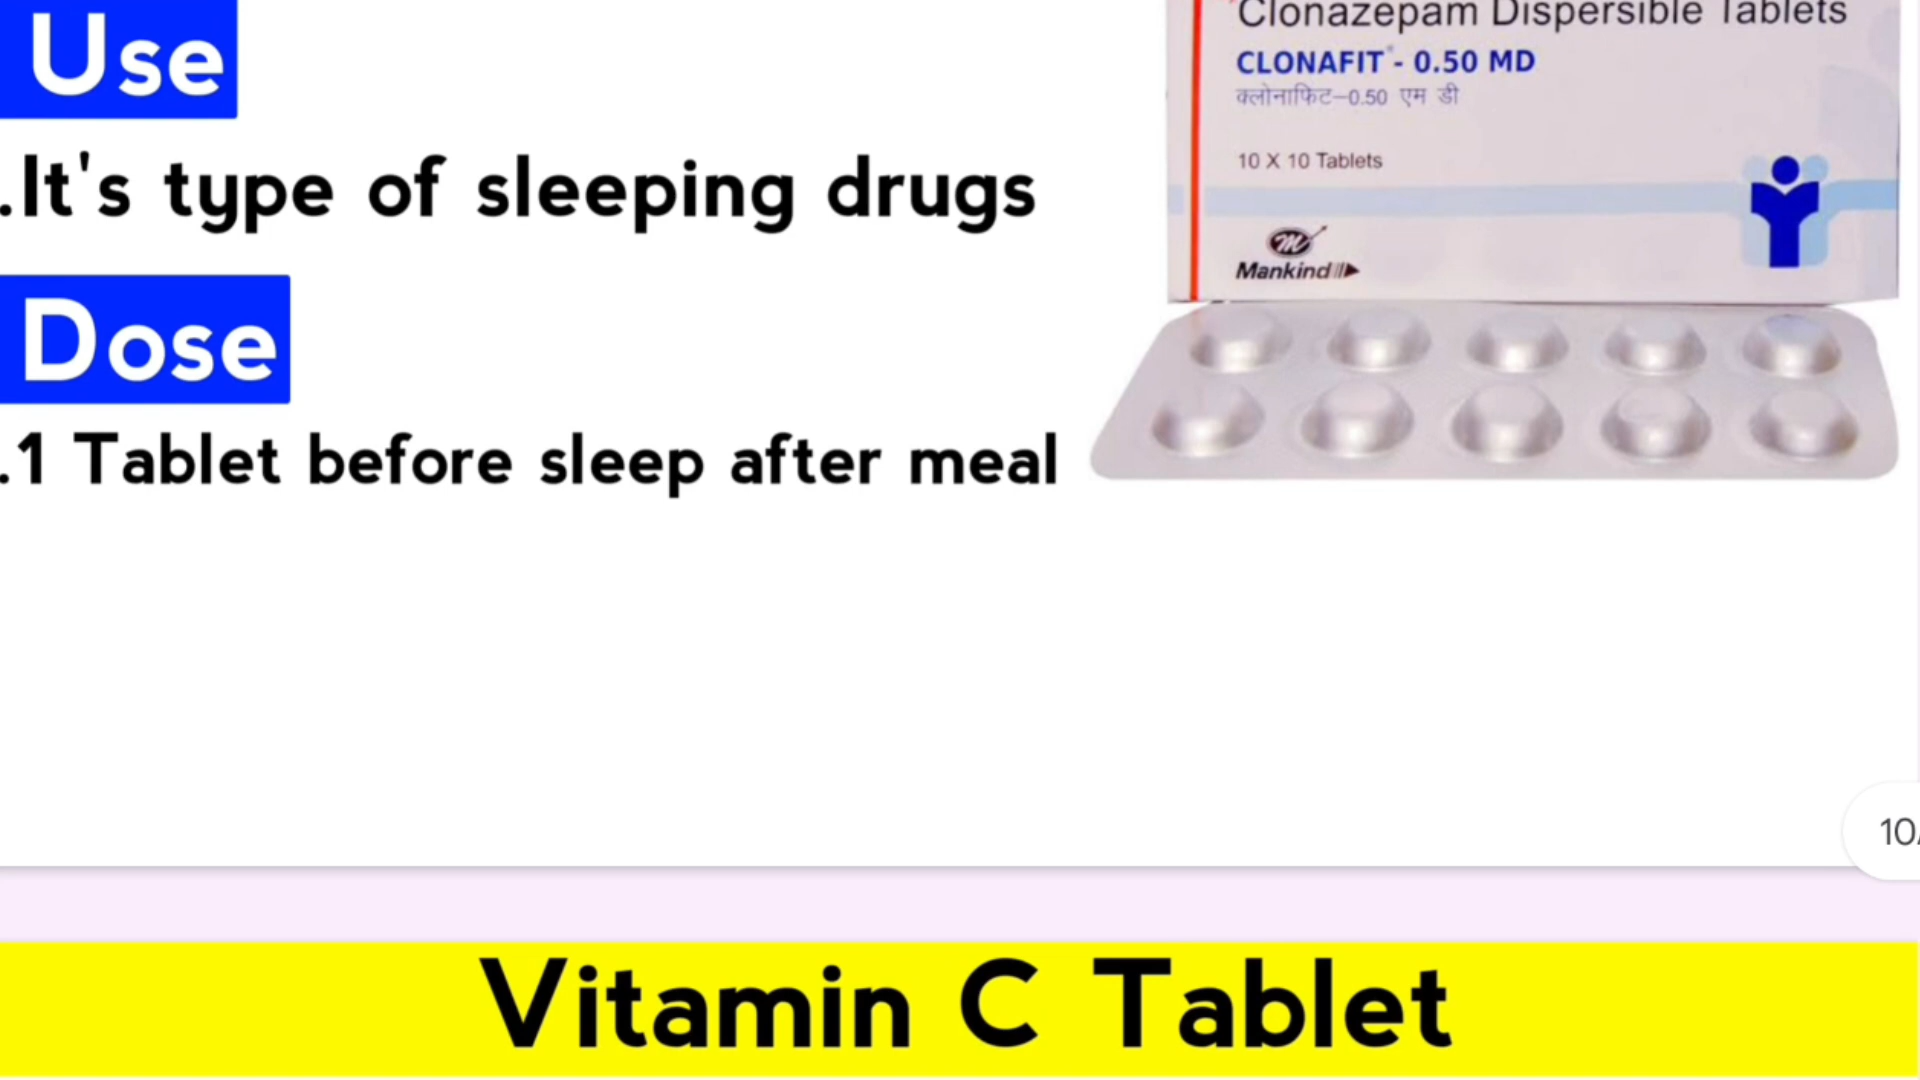 Use
.It's type of sleeping drugs
Dose
.1 Tablet before sleep after meal
Clonazepam Dispersible Tablets
CLONAFIT® - 0.50 MD
क्लोनाफिट–0.50 एम डी
10 X 10 Tablets
Mankind
10/
Vitamin C Tablet